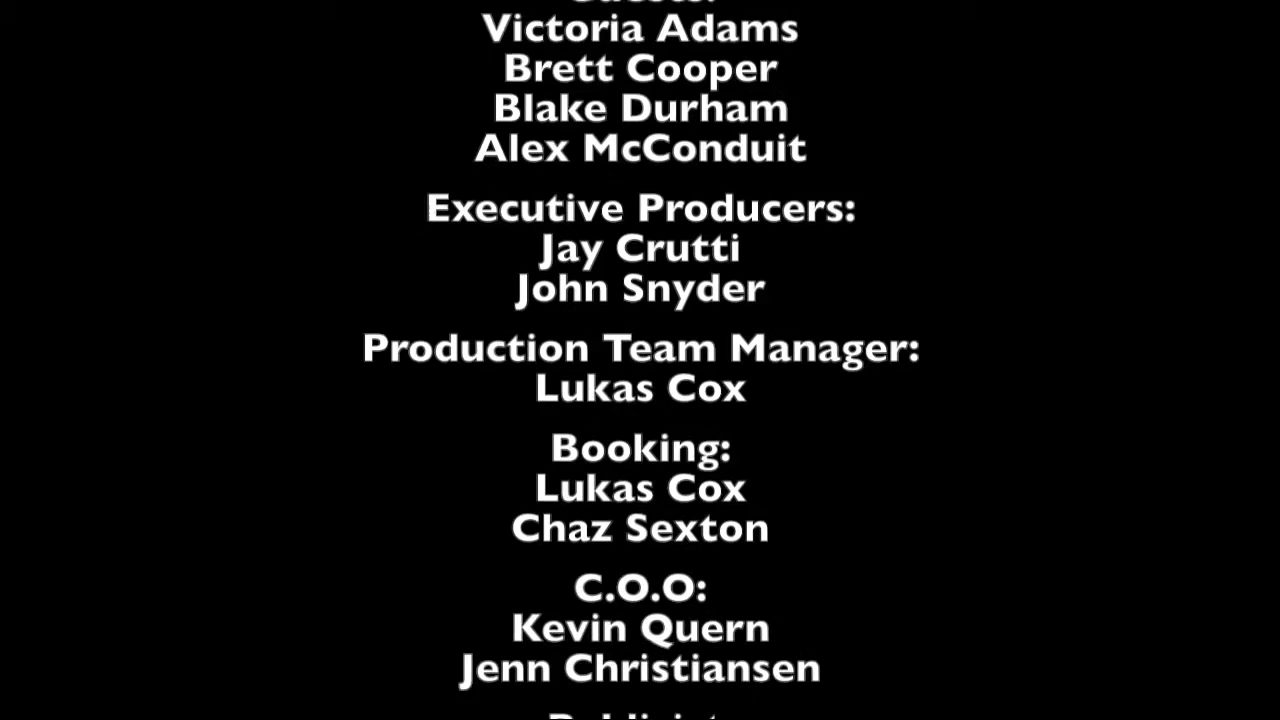 Victoria Adams
Brett Cooper
Blake Durham
Alex McConduit
Executive Producers:
Jay Crutti
John Snyder
Production Team Manager:
Lukas Cox
Booking:
Lukas Cox
Chaz Sexton
C.O.O:
Kevin Quern
Jenn Christiansen